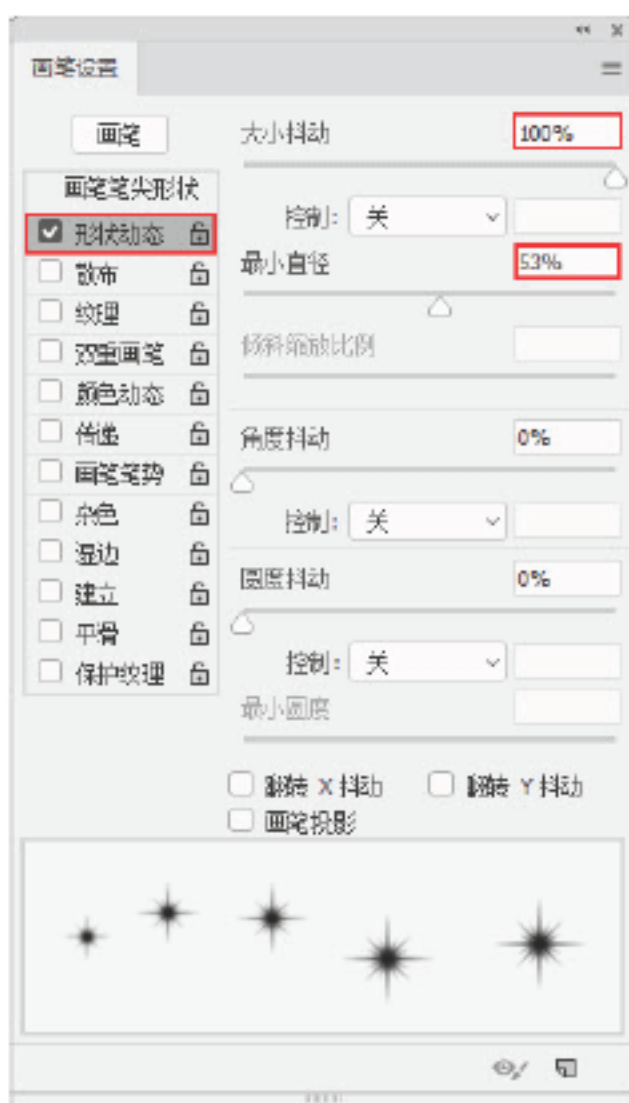 画笔设置
画笔
画笔笔尖形状
形状动态
散布
纹理
双重画笔
颜色动态
传递
画笔笔势
杂色
湿边
建立
平滑
保护纹理
大小抖动 100%
控制: 关
最小直径 53%
倾斜缩放比例
角度抖动 0%
控制: 关
圆度抖动 0%
控制: 关
最小圆度
翻转 X 抖动 翻转 Y 抖动
画笔投影